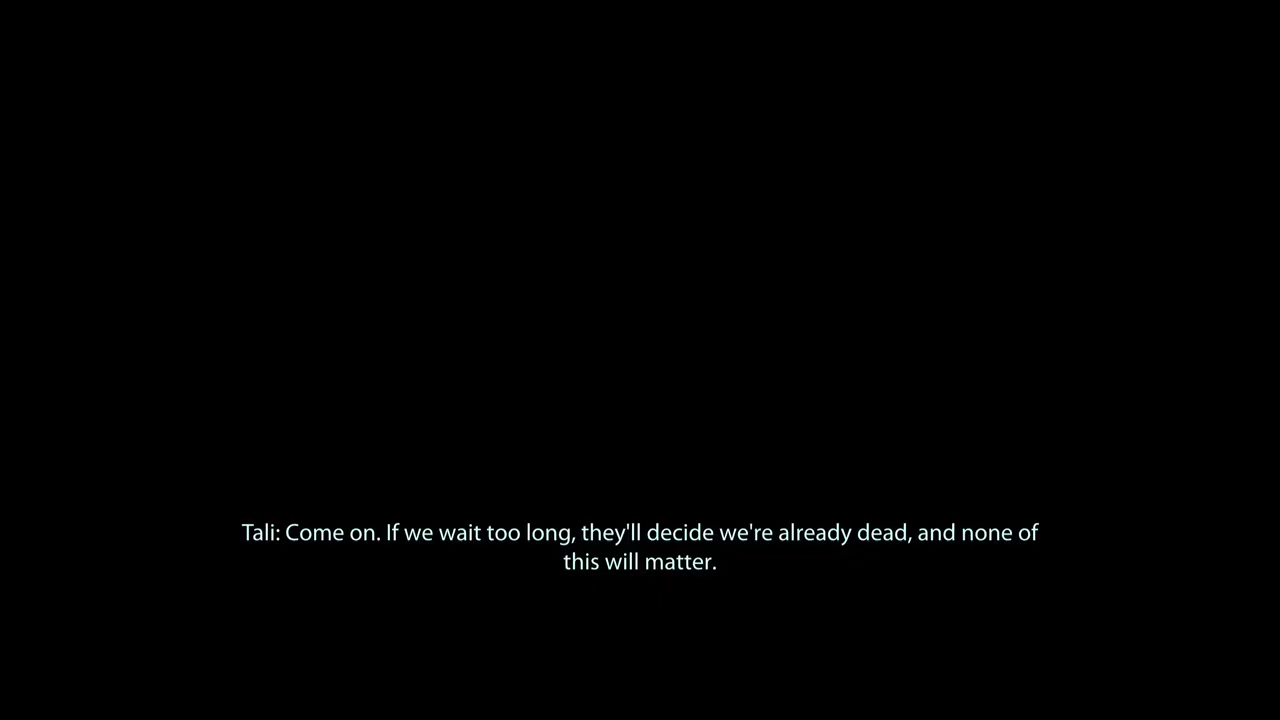 Tali: Come on. If we wait too long, they'll decide we're already dead, and none of
this will matter.